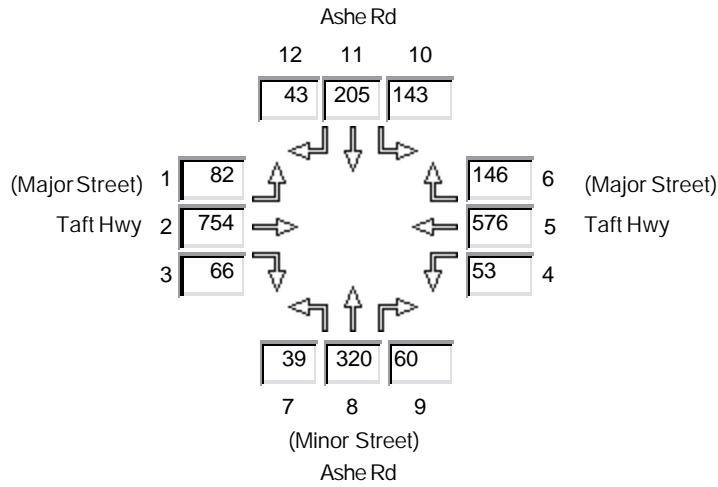 Ashe Rd
12 11 10
43 205 143
(Major Street) 1 82 146 6 (Major Street)
Taft Hwy 2 754 576 5 Taft Hwy
3 66 53 4
39 320 60
7 8 9
(Minor Street)
Ashe Rd